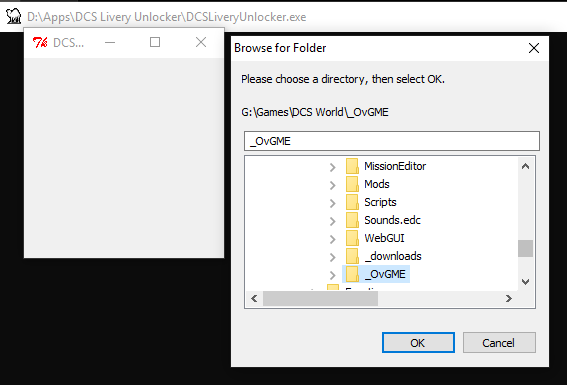 D:\Apps\DCS Livery Unlocker\DCSLiveryUnlocker.exe
DCS...
Browse for Folder
Please choose a directory, then select OK.
G:\Games\DCS World\_OvGME
_OvGME
MissionEditor
Mods
Scripts
Sounds.edc
WebGUI
_downloads
_OvGME
OK
Cancel